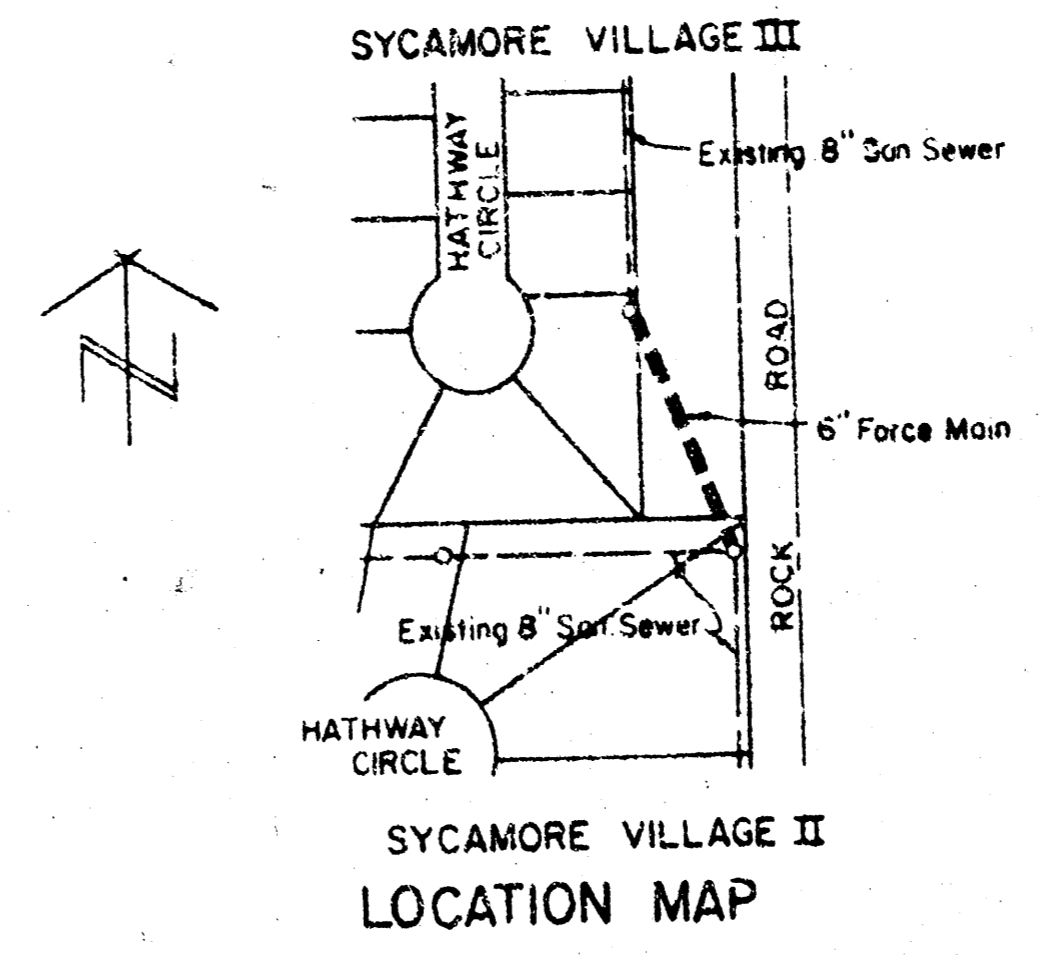 SYCAMORE VILLAGE III
HATHWAY
CIRCLE
Existing 8" San Sewer
ROCK ROAD
6" Force Main
N
Existing 8" San. Sewer
HATHWAY
CIRCLE
SYCAMORE VILLAGE II
LOCATION MAP